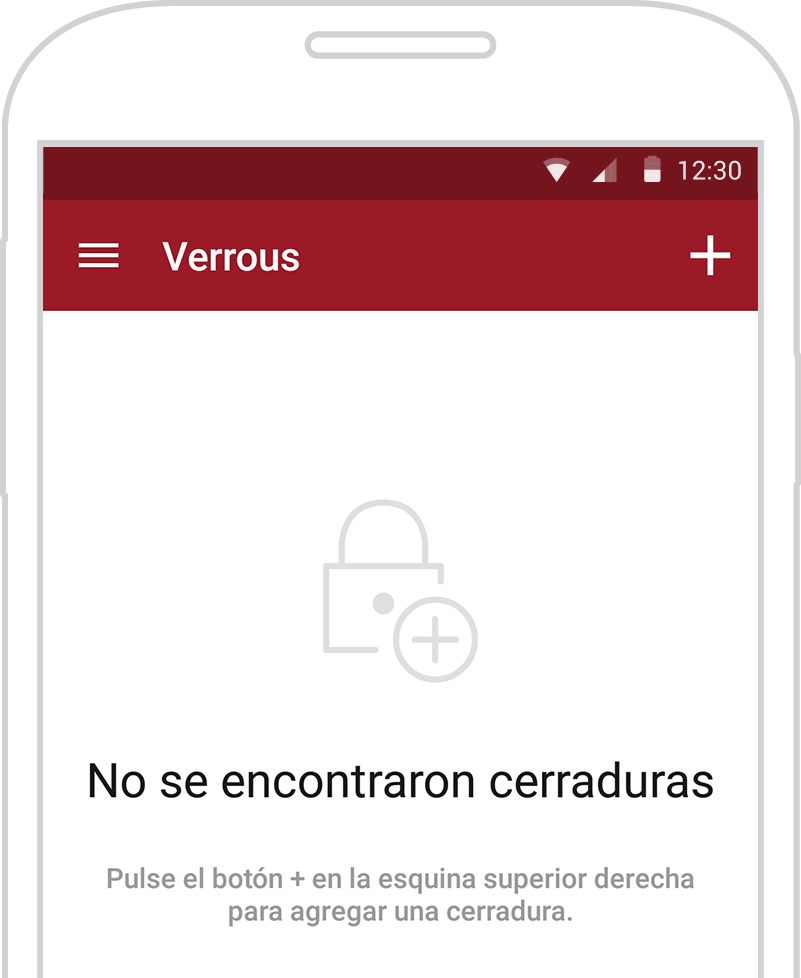 12:30
Verrous
No se encontraron cerraduras
Pulse el botón + en la esquina superior derecha
para agregar una cerradura.